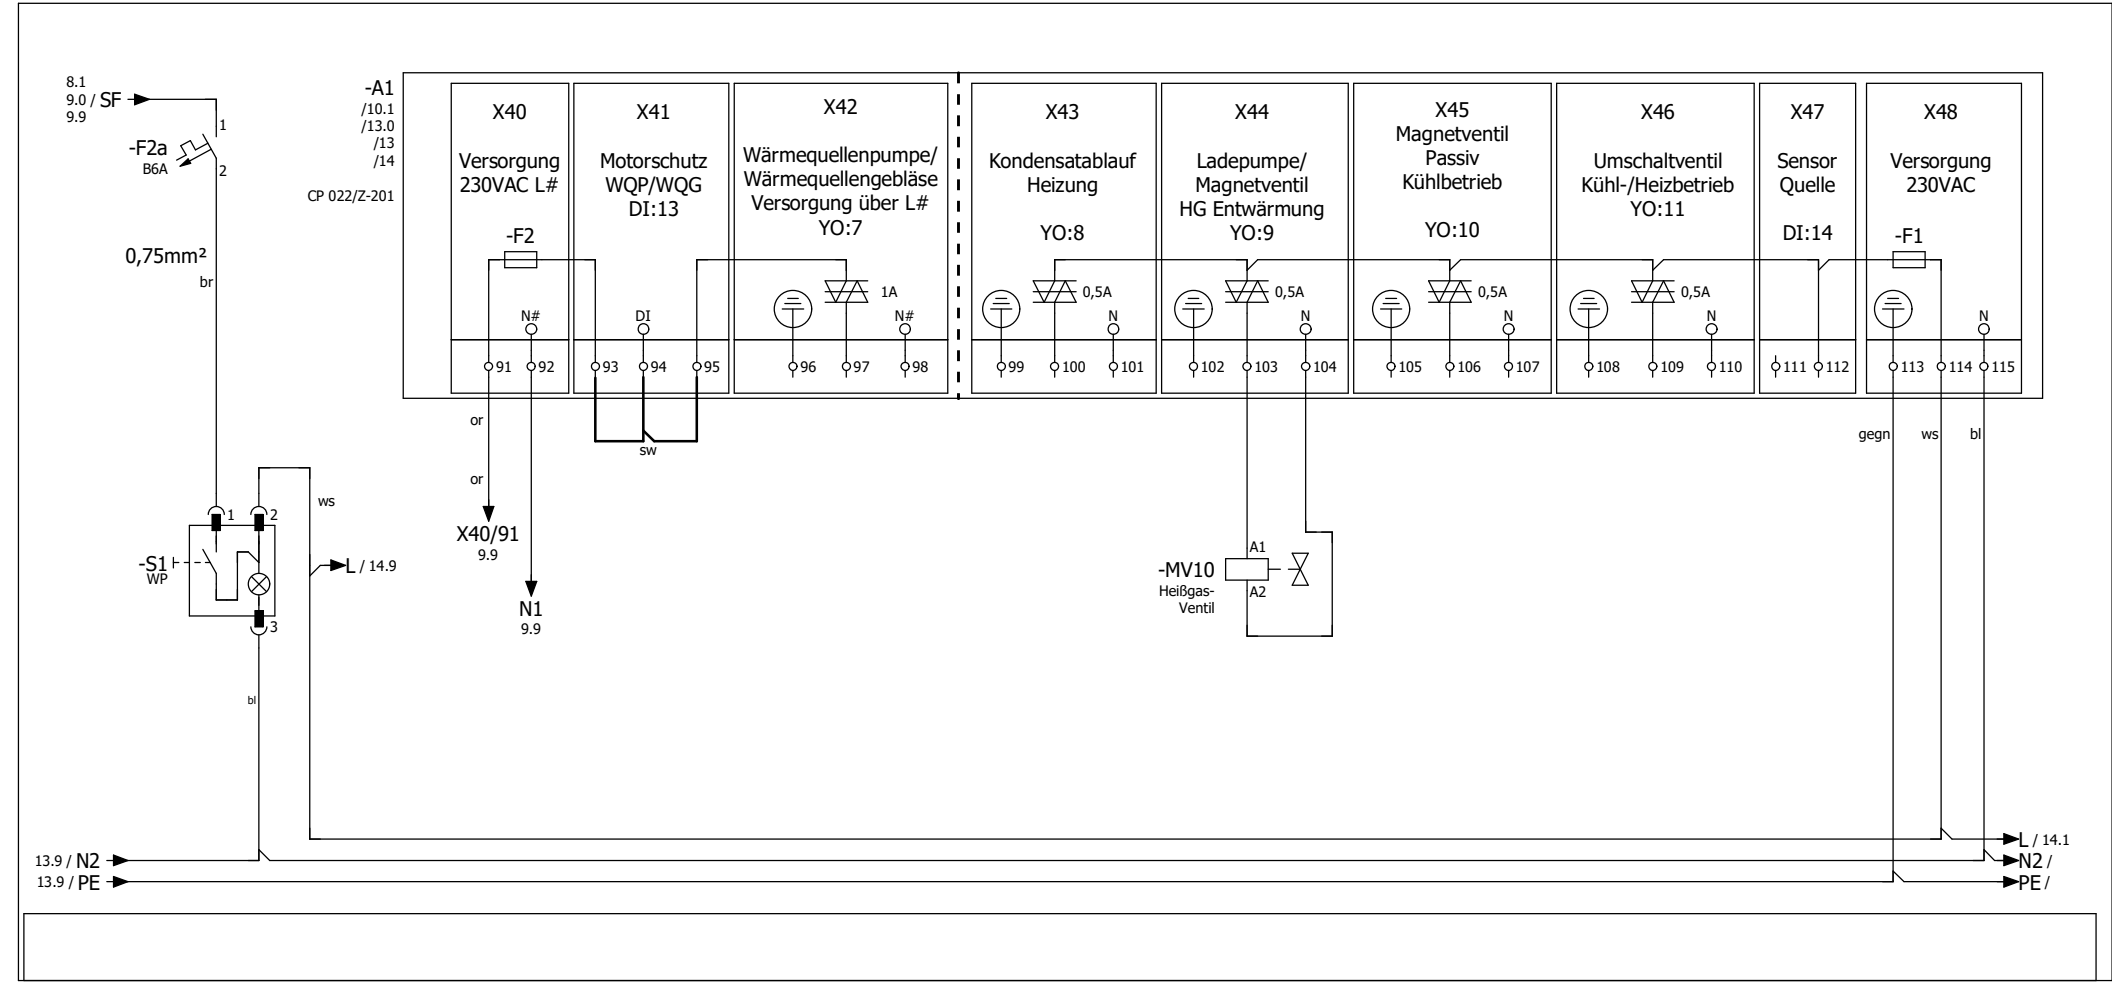 8.1
9.0 / SF
9.9
-F2a
B6A
1
2
0,75mm²
br
-A1
/10.1
/13.0
/13
/14
CP 022/Z-201
X40
Versorgung
230VAC L#
-F2
N#
91
92
X41
Motorschutz
WQP/WQG
DI:13
DI
93
94
95
X42
Wärmequellenpumpe/
Wärmequellengebläse
Versorgung über L#
YO:7
1A
N#
96
97
98
X43
Kondensatablauf
Heizung
YO:8
0,5A
N
99
100
101
X44
Ladepumpe/
Magnetventil
HG Entwärmung
YO:9
0,5A
N
102
103
104
X45
Magnetventil
Passiv
Kühlbetrieb
YO:10
0,5A
N
105
106
107
X46
Umschaltventil
Kühl-/Heizbetrieb
YO:11
0,5A
N
108
109
110
X47
Sensor
Quelle
DI:14
111
112
X48
Versorgung
230VAC
-F1
N
113
114
115
or
or
sw
X40/91
9.9
N1
9.9
gegn
ws
bl
1
2
ws
-S1
WP
L / 14.9
3
bl
-MV10
Heißgas-
Ventil
A1
A2
13.9 / N2
13.9 / PE
L / 14.1
N2 /
PE /